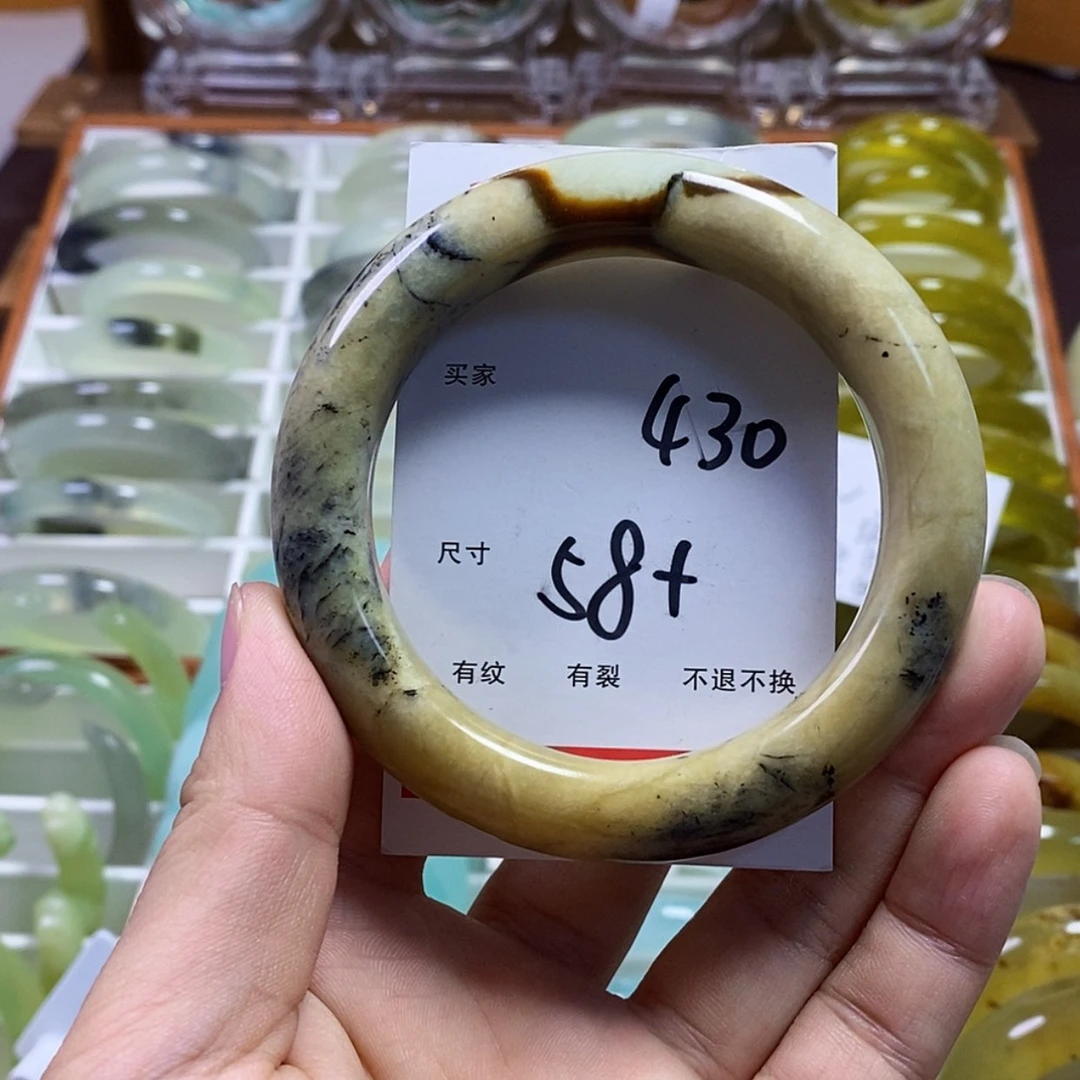 买家 430
尺寸 58+
有纹 有裂 不退不换